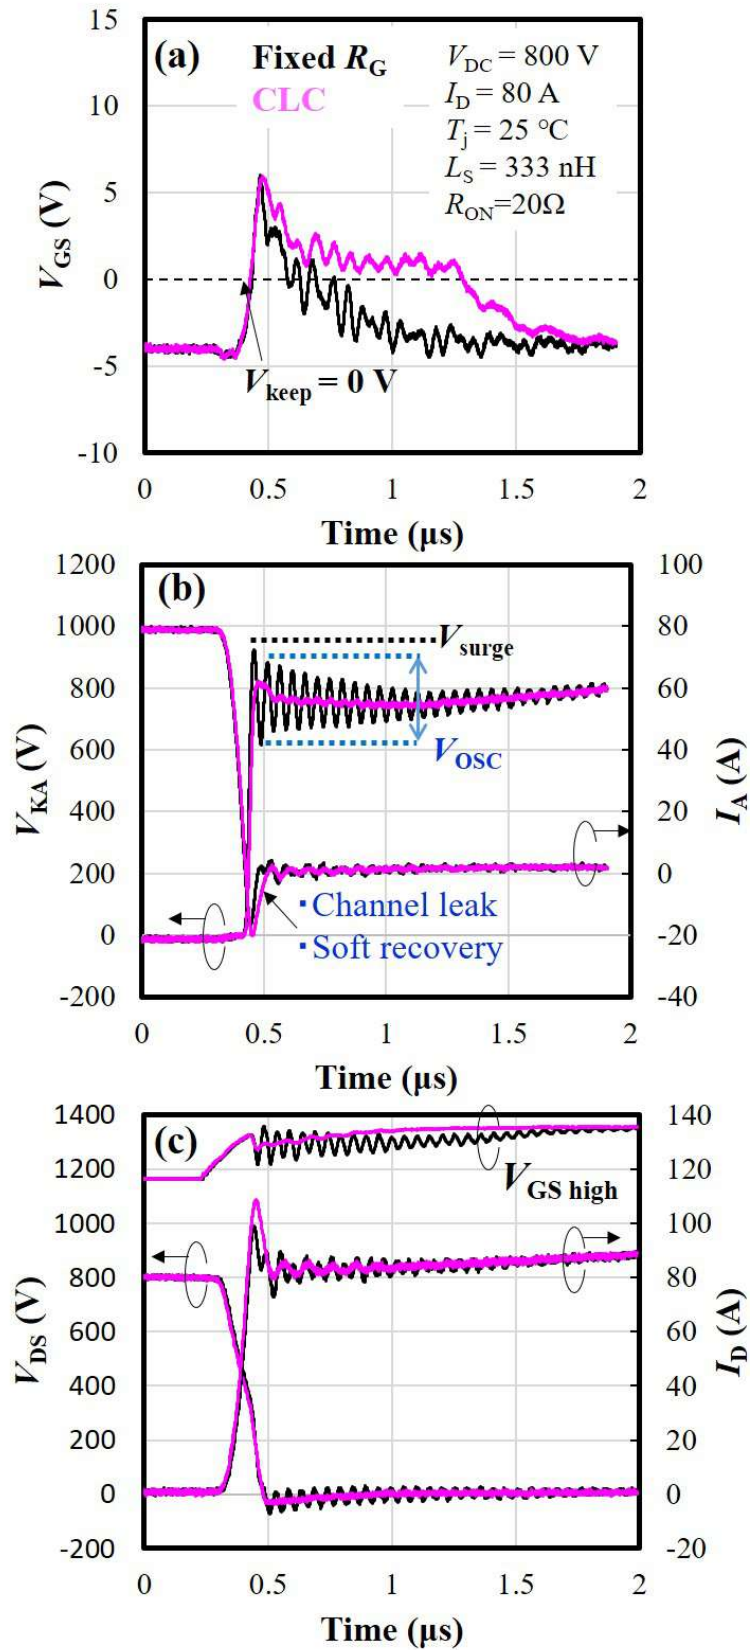 (a) Fixed RG
CLC
VDC = 800 V
ID = 80 A
Tj = 25 °C
LS = 333 nH
RON=20Ω
15
10
5
0
-5
-10
VGS (V)
Vkeep = 0 V
0 0.5 1 1.5 2
Time (μs)
(b)
1200
1000
800
600
400
200
0
-200
VKA (V)
100
80
60
40
20
0
-20
-40
IA (A)
Vsurge
VOSC
・Channel leak
・Soft recovery
0 0.5 1 1.5 2
Time (μs)
(c)
1400
1200
1000
800
600
400
200
0
-200
VDS (V)
140
120
100
80
60
40
20
0
-20
ID (A)
VGS high
0 0.5 1 1.5 2
Time (μs)